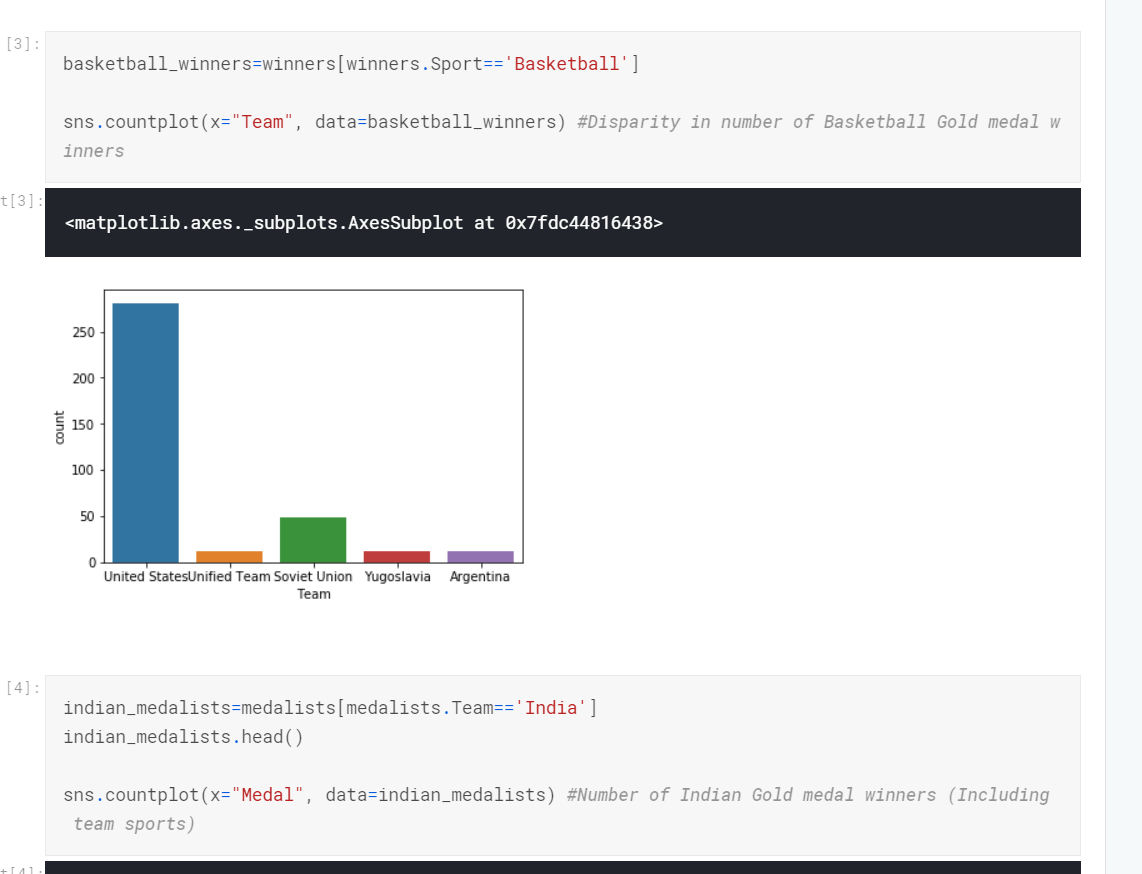 [3]:
basketball_winners=winners[winners.Sport=='Basketball']
sns.countplot(x="Team", data=basketball_winners) #Disparity in number of Basketball Gold medal w
inners
t[3]:
<matplotlib.axes._subplots.AxesSubplot at 0x7fdc44816438>
250
200
150
100
50
0
count
United States Unified Team Soviet Union Yugoslavia Argentina
Team
[4]:
indian_medalists=medalists[medalists.Team=='India']
indian_medalists.head()
sns.countplot(x="Medal", data=indian_medalists) #Number of Indian Gold medal winners (Including
team sports)
t[4]: